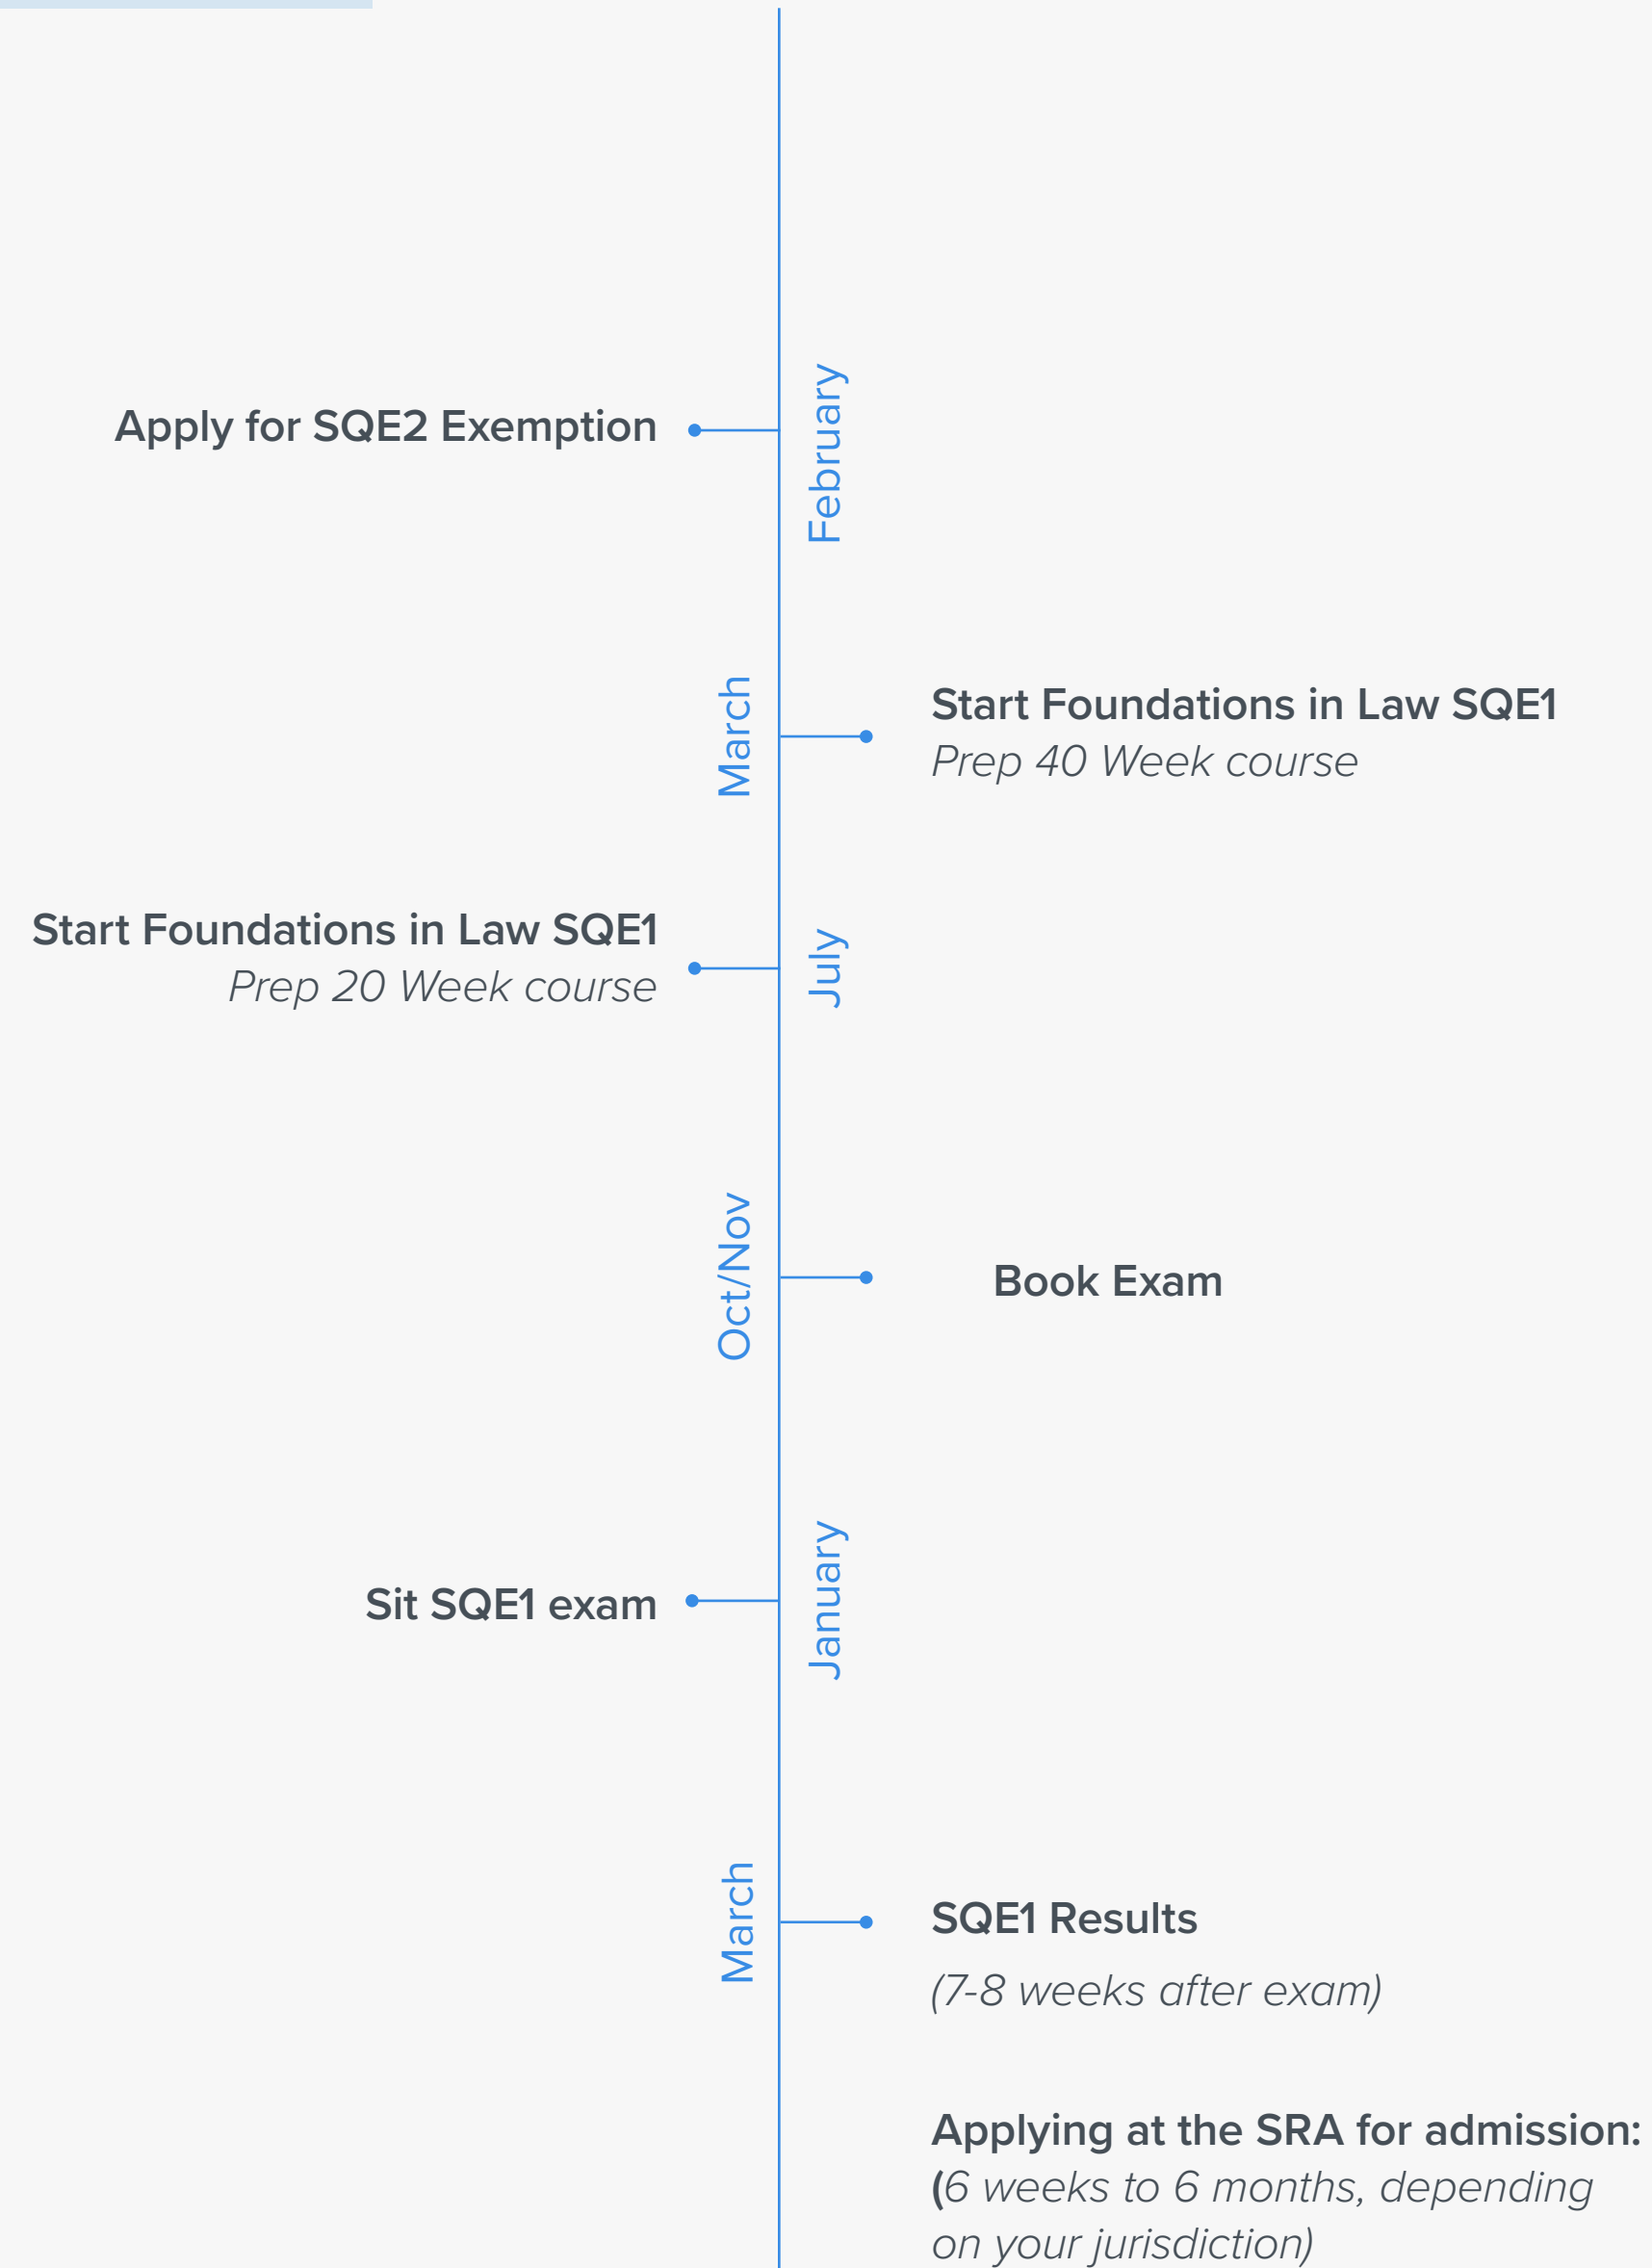 February
Apply for SQE2 Exemption
March
Start Foundations in Law SQE1
Prep 40 Week course
July
Start Foundations in Law SQE1
Prep 20 Week course
Oct/Nov
Book Exam
January
Sit SQE1 exam
March
SQE1 Results
(7-8 weeks after exam)
Applying at the SRA for admission:
(6 weeks to 6 months, depending
on your jurisdiction)